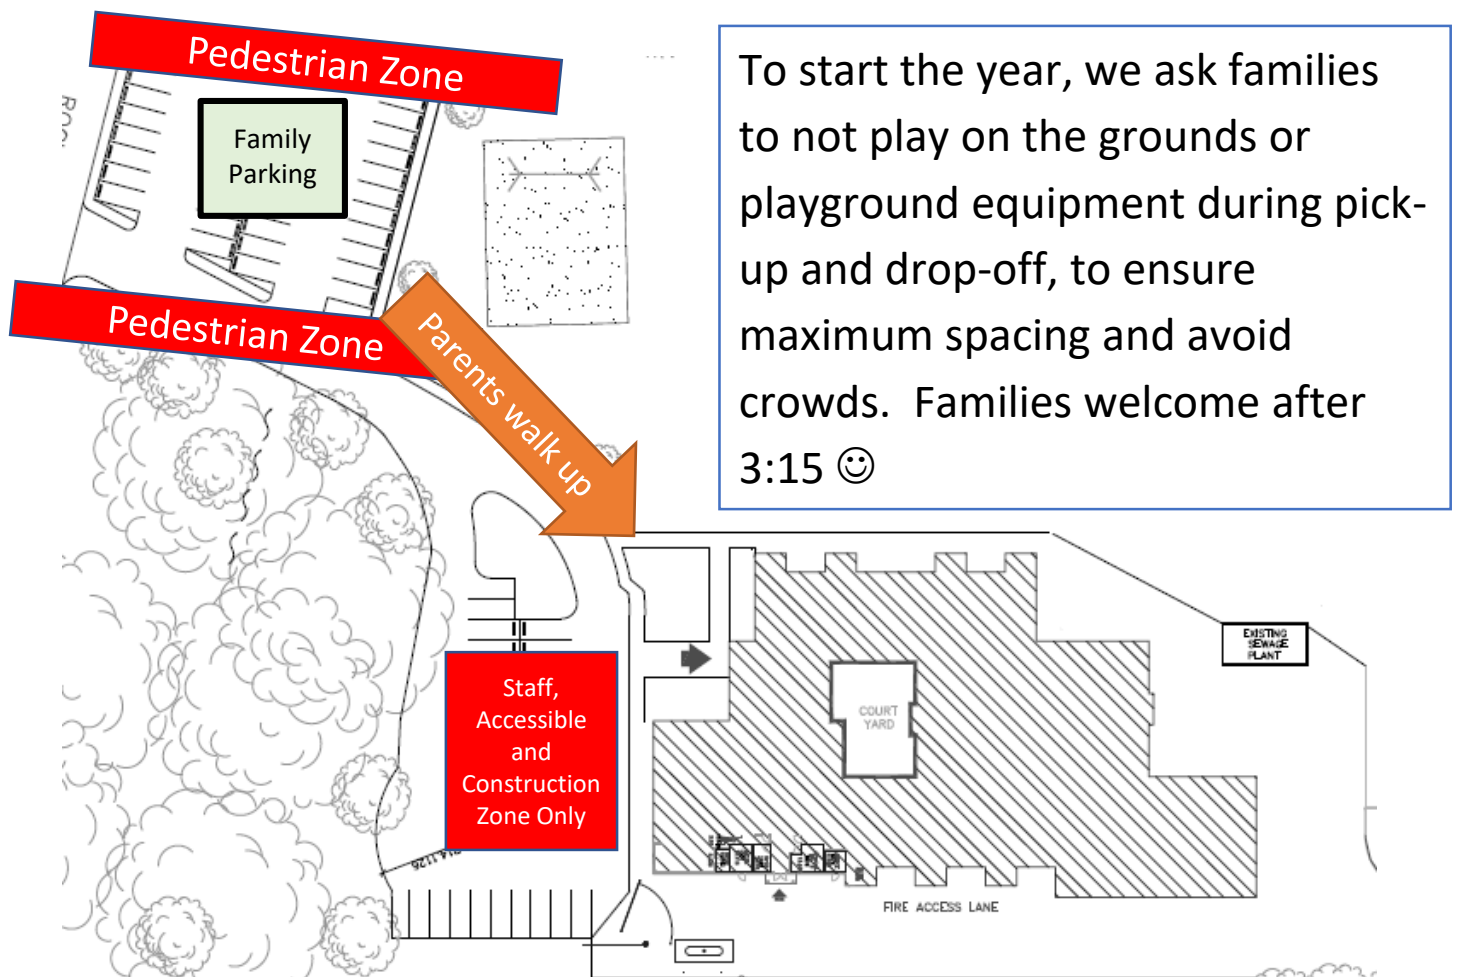 Pedestrian Zone
Family
Parking
To start the year, we ask families
to not play on the grounds or
playground equipment during pick-
up and drop-off, to ensure
maximum spacing and avoid
crowds.  Families welcome after
3:15 ☺
Pedestrian Zone
Parents walk up
EXISTING
SEWAGE
PLANT
Staff,
Accessible
and
Construction
Zone Only
COURT
YARD
FIRE ACCESS LANE